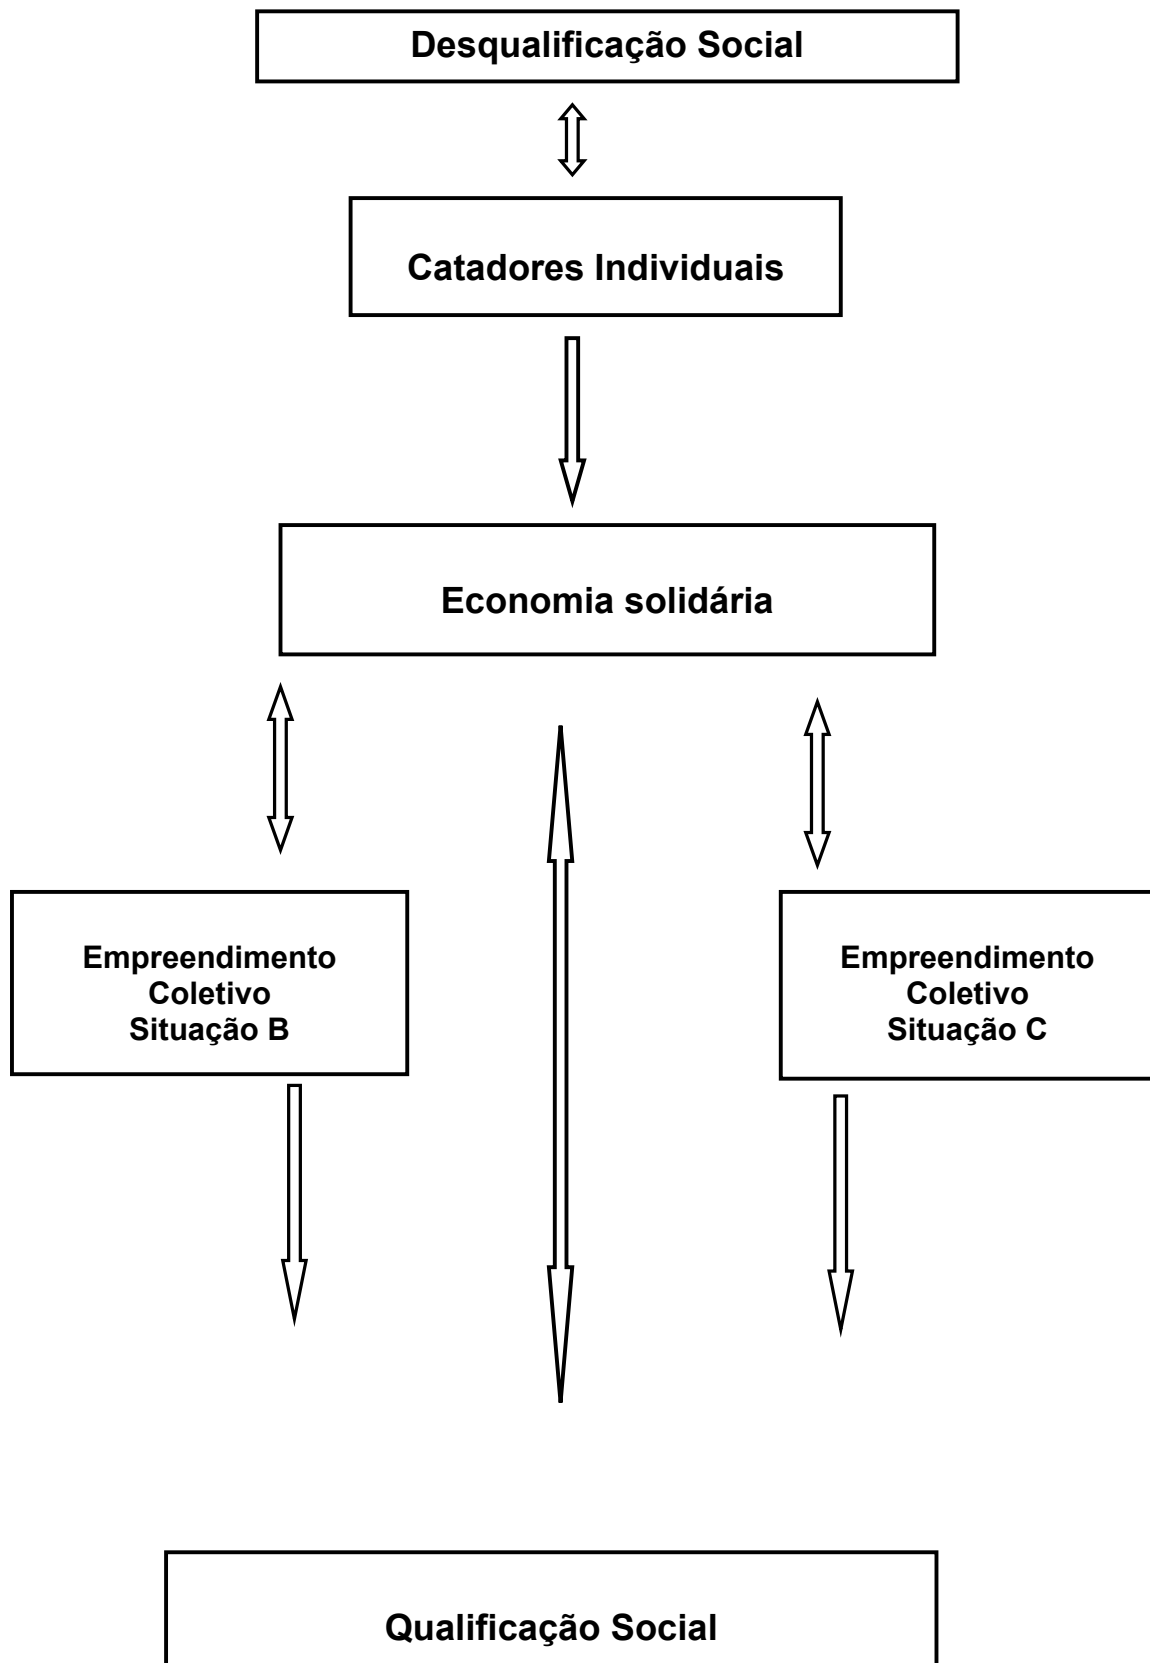 Desqualificação Social
Catadores Individuais
Economia solidária
Empreendimento
Coletivo
Situação B
Empreendimento
Coletivo
Situação C
Qualificação Social